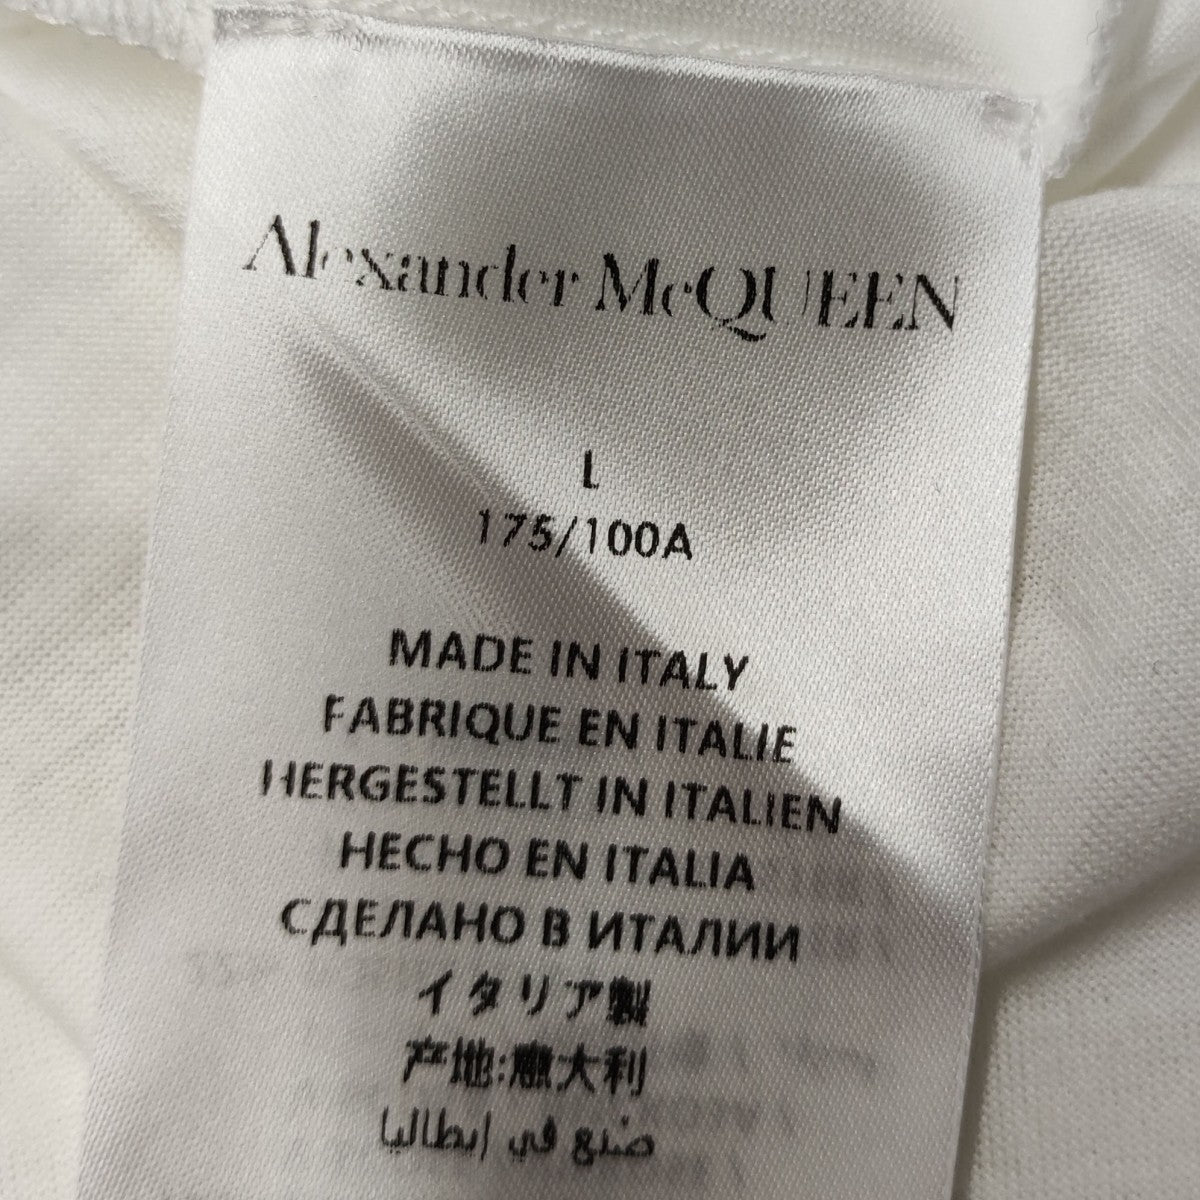 Alexander McQUEEN
L
175/100A
MADE IN ITALY
FABRIQUE EN ITALIE
HERGESTELLT IN ITALIEN
HECHO EN ITALIA
СДЕЛАНО В ИТАЛИИ
イタリア製
产地:意大利
صنع في إيطاليا